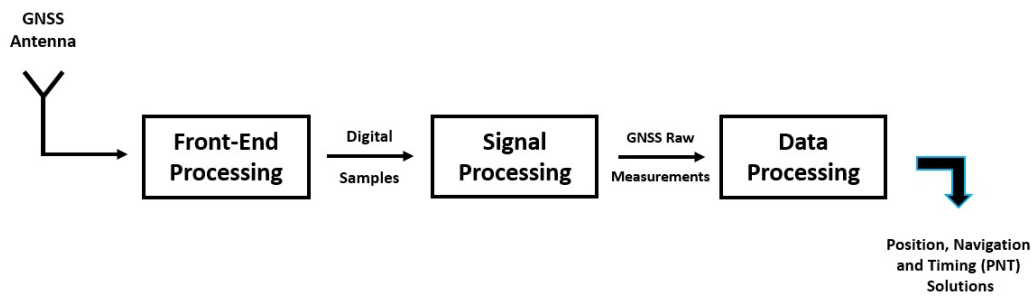 GNSS
Antenna
Front-End
Processing
Digital
Samples
Signal
Processing
GNSS Raw
Measurements
Data
Processing
Position, Navigation
and Timing (PNT)
Solutions